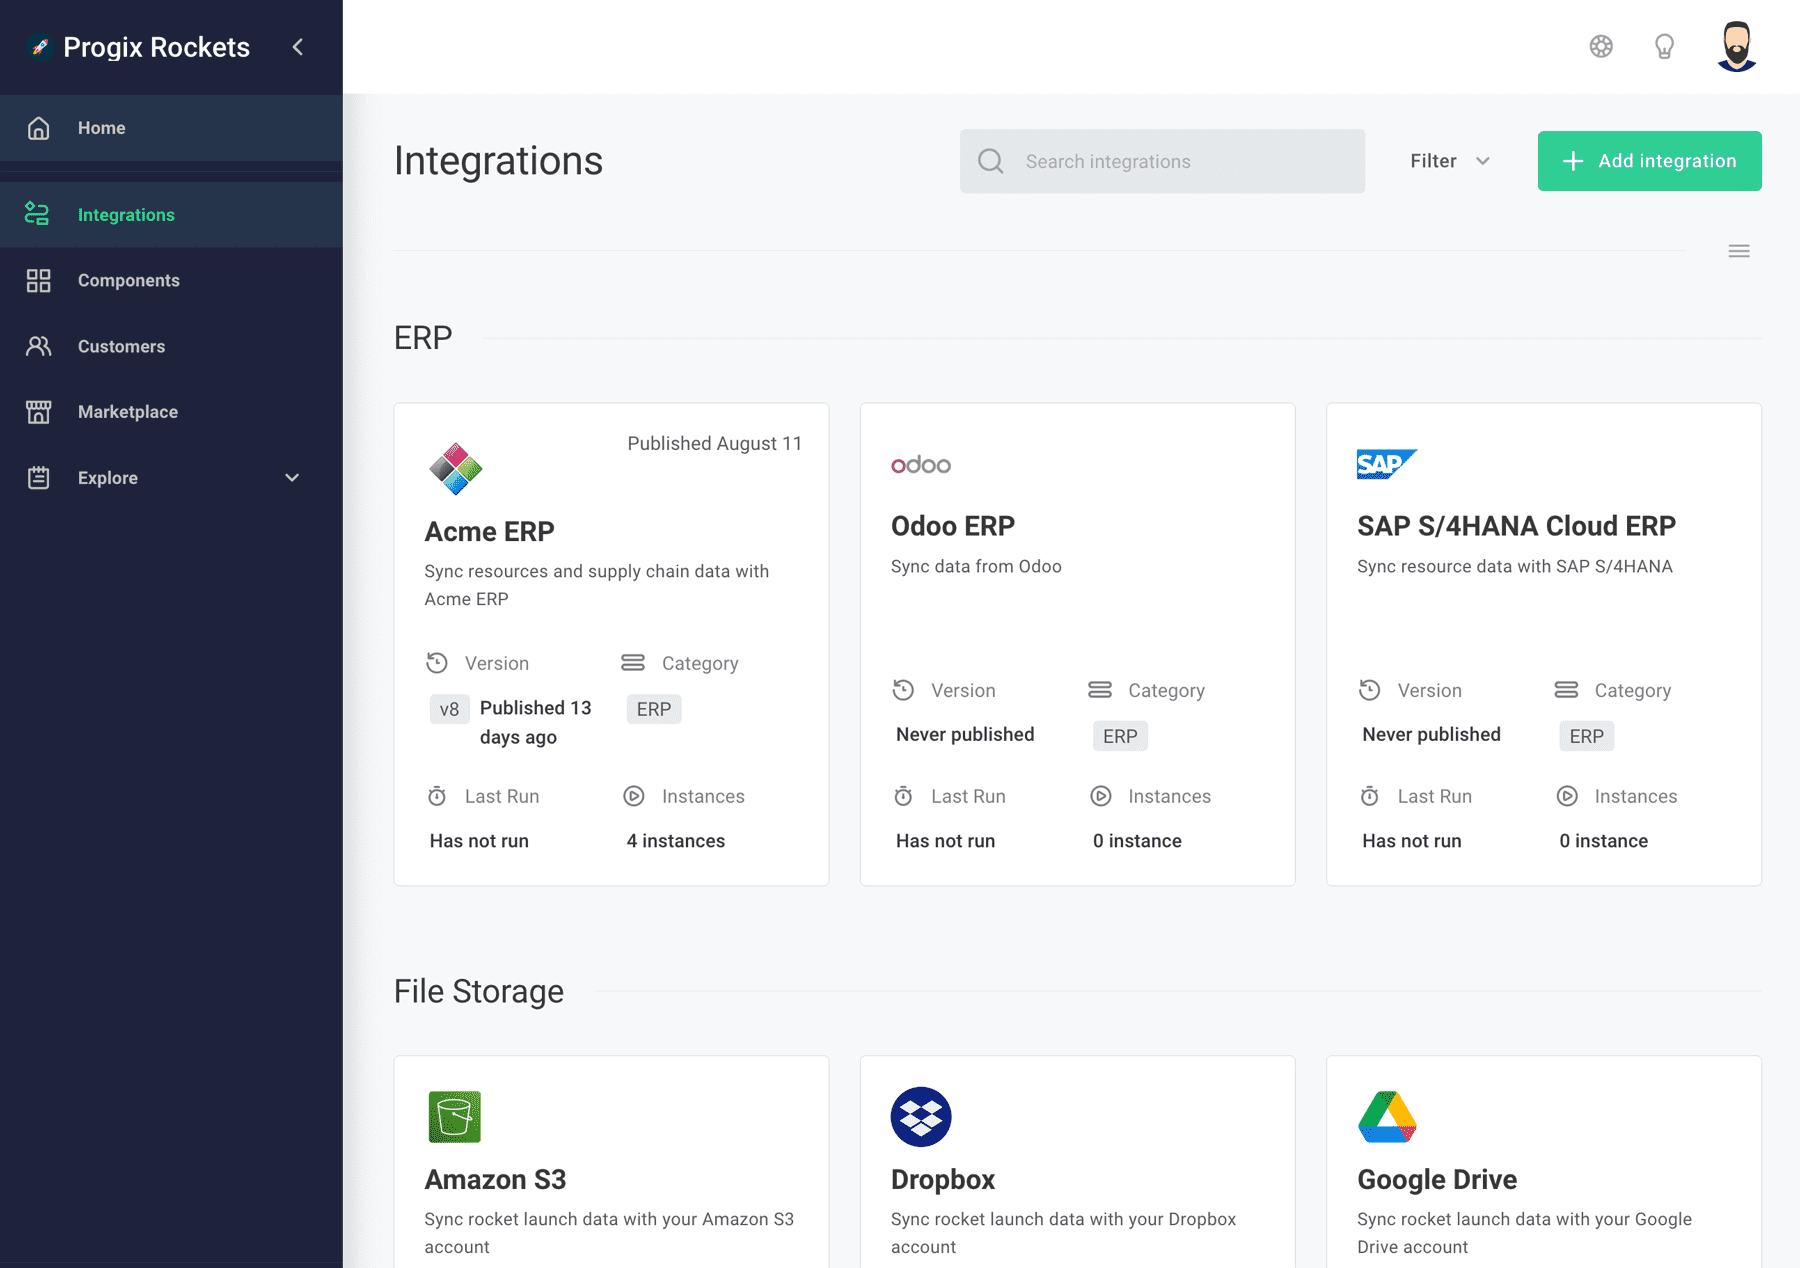 Progix Rockets
Home
Integrations
Components
Customers
Marketplace
Explore
Integrations
Search integrations
Filter
Add integration
ERP
Published August 11
Acme ERP
Sync resources and supply chain data with
Acme ERP
Version
Category
v8
Published 13
days ago
ERP
Last Run
Instances
Has not run
4 instances
odoo
Odoo ERP
Sync data from Odoo
Version
Category
Never published
ERP
Last Run
Instances
Has not run
0 instance
SAP
SAP S/4HANA Cloud ERP
Sync resource data with SAP S/4HANA
Version
Category
Never published
ERP
Last Run
Instances
Has not run
0 instance
File Storage
Amazon S3
Sync rocket launch data with your Amazon S3
account
Dropbox
Sync rocket launch data with your Dropbox
account
Google Drive
Sync rocket launch data with your Google
Drive account